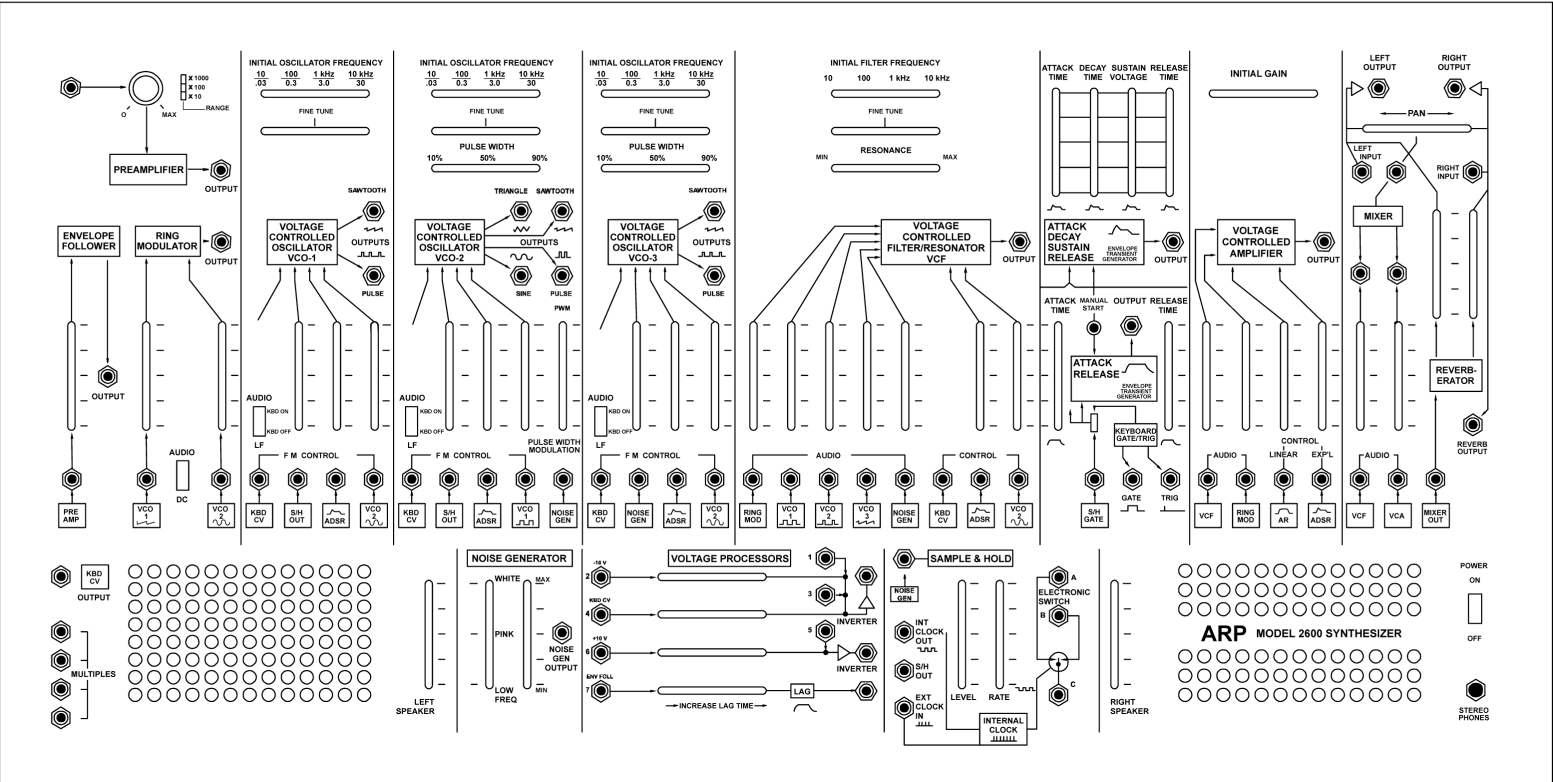 X 1000
X 100
X 10
RANGE
O MAX
PREAMPLIFIER
OUTPUT
ENVELOPE
FOLLOWER
RING
MODULATOR
OUTPUT
OUTPUT
AUDIO
DC
PRE
AMP
VCO
1
VCO
2
INITIAL OSCILLATOR FREQUENCY
10 100 1 kHz 10 kHz
.03 0.3 3.0 30
FINE TUNE
SAWTOOTH
VOLTAGE
CONTROLLED
OSCILLATOR
VCO-1
OUTPUTS
PULSE
AUDIO
KBD ON
KBD OFF
LF
F M CONTROL
KBD
CV
S/H
OUT
ADSR
VCO
2
INITIAL OSCILLATOR FREQUENCY
10 100 1 kHz 10 kHz
.03 0.3 3.0 30
FINE TUNE
PULSE WIDTH
10% 50% 90%
TRIANGLE SAWTOOTH
VOLTAGE
CONTROLLED
OSCILLATOR
VCO-2
OUTPUTS
SINE PULSE
PWM
AUDIO
KBD ON
KBD OFF
LF
PULSE WIDTH
MODULATION
F M CONTROL
KBD
CV
S/H
OUT
ADSR
VCO
1
NOISE
GEN
INITIAL OSCILLATOR FREQUENCY
10 100 1 kHz 10 kHz
.03 0.3 3.0 30
FINE TUNE
PULSE WIDTH
10% 50% 90%
SAWTOOTH
VOLTAGE
CONTROLLED
OSCILLATOR
VCO-3
OUTPUTS
PULSE
AUDIO
KBD ON
KBD OFF
LF
F M CONTROL
KBD
CV
NOISE
GEN
ADSR
VCO
2
INITIAL FILTER FREQUENCY
10 100 1 kHz 10 kHz
FINE TUNE
RESONANCE
MIN MAX
VOLTAGE
CONTROLLED
FILTER/RESONATOR
VCF
OUTPUT
AUDIO
CONTROL
RING
MOD
VCO
1
VCO
2
VCO
3
NOISE
GEN
KBD
CV
ADSR
VCO
2
ATTACK
TIME
DECAY
TIME
SUSTAIN
VOLTAGE
RELEASE
TIME
ATTACK
DECAY
SUSTAIN
RELEASE
ENVELOPE
TRANSIENT
GENERATOR
OUTPUT
ATTACK
TIME
MANUAL
START
OUTPUT
RELEASE
TIME
ATTACK
RELEASE
ENVELOPE
TRANSIENT
GENERATOR
KEYBOARD
GATE/TRIG
S/H
GATE
GATE
TRIG
INITIAL GAIN
VOLTAGE
CONTROLLED
AMPLIFIER
OUTPUT
AUDIO
CONTROL
LINEAR EXP'L
VCF
RING
MOD
AR
ADSR
LEFT
OUTPUT
RIGHT
OUTPUT
PAN
LEFT
INPUT
RIGHT
INPUT
MIXER
REVERB-
ERATOR
REVERB
OUTPUT
AUDIO
VCF
VCA
MIXER
OUT
KBD
CV
OUTPUT
MULTIPLES
LEFT
SPEAKER
NOISE GENERATOR
WHITE
PINK
LOW
FREQ
MAX
MIN
NOISE
GEN
OUTPUT
VOLTAGE PROCESSORS
-10 V
2
KBD CV
4
+10 V
6
ENV FOLL
7
1
3
5
INVERTER
INVERTER
LAG
INCREASE LAG TIME
SAMPLE & HOLD
NOISE
GEN
INT
CLOCK
OUT
S/H
OUT
EXT
CLOCK
IN
LEVEL
RATE
INTERNAL
CLOCK
A
ELECTRONIC
SWITCH
B
C
RIGHT
SPEAKER
ARP MODEL 2600 SYNTHESIZER
POWER
ON
OFF
STEREO
PHONES